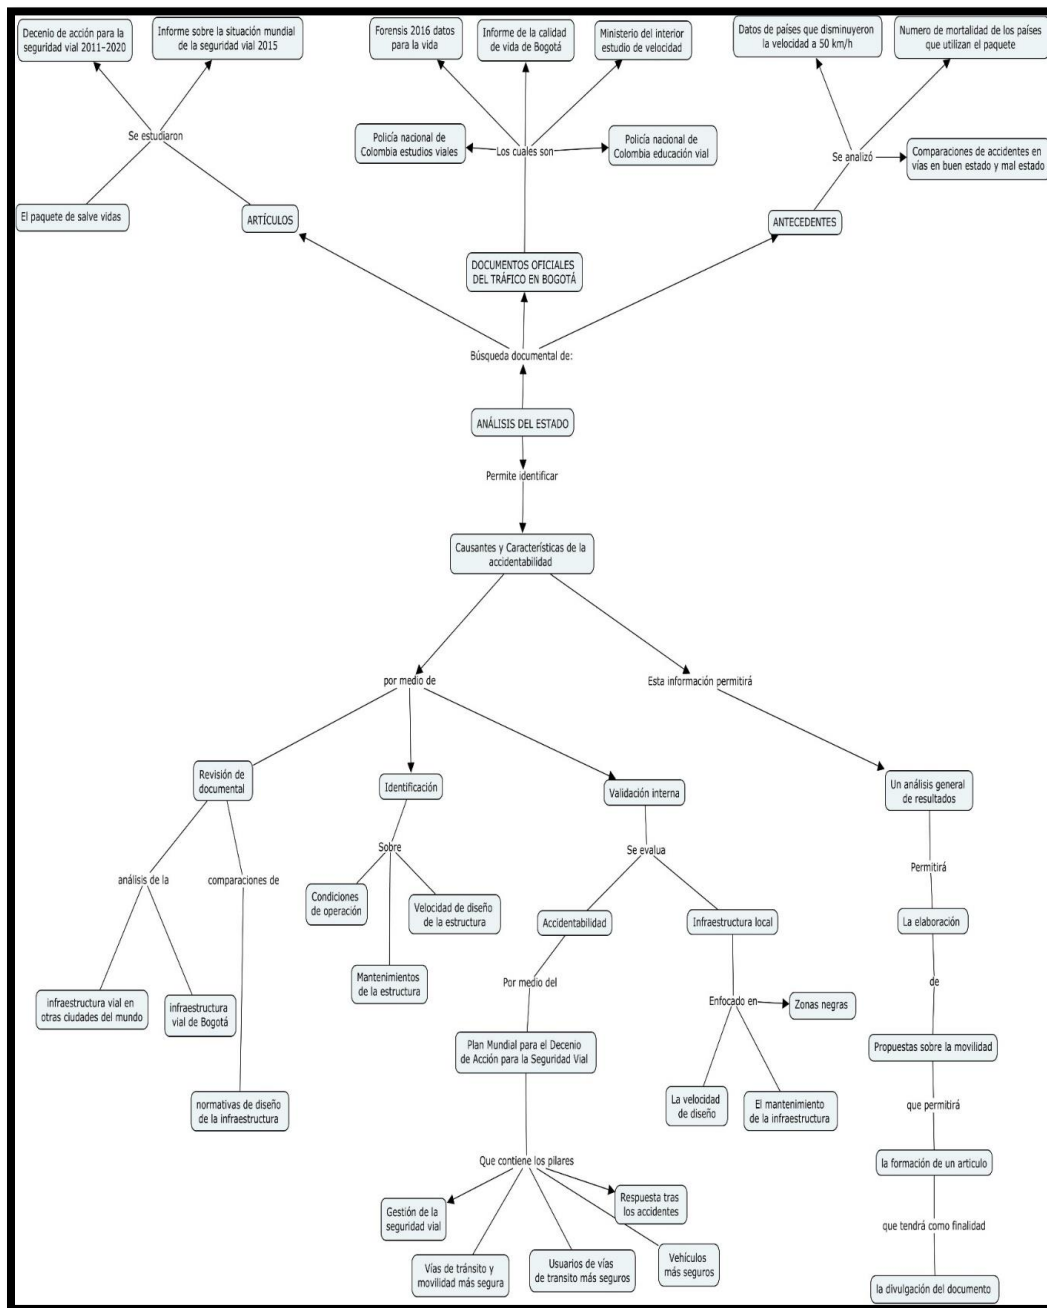 Decenio de acción para la
seguridad vial 2011-2020
Informe sobre la situación mundial
de la seguridad vial 2015
Forensis 2016 datos
para la vida
Informe de la calidad
de vida de Bogotá
Ministerio del interior
estudio de velocidad
Datos de países que disminuyeron
la velocidad a 50 km/h
Numero de mortalidad de los países
que utilizan el paquete
Se estudiaron
Policía nacional de
Colombia estudios viales
Los cuales son
Policía nacional de
Colombia educación vial
Se analizó
Comparaciones de accidentes en
vías en buen estado y mal estado
El paquete de salve vidas
ARTÍCULOS
ANTECEDENTES
DOCUMENTOS OFICIALES
DEL TRÁFICO EN BOGOTÁ
Búsqueda documental de:
ANÁLISIS DEL ESTADO
Permite identificar
Causantes y Características de la
accidentabilidad
por medio de
Esta información permitirá
Revisión de
documental
Identificación
Validación interna
Un análisis general
de resultados
Sobre
Se evalua
Permitirá
análisis de la
comparaciones de
Condiciones
de operación
Velocidad de diseño
de la estructura
Accidentabilidad
Infraestructura local
La elaboración
Mantenimientos
de la estructura
Por medio del
de
infraestructura vial en
otras ciudades del mundo
infraestructura
vial de Bogotá
Enfocado en
Zonas negras
Plan Mundial para el Decenio
de Acción para la Seguridad Vial
Propuestas sobre la movilidad
normativas de diseño
de la infraestructura
La velocidad
de diseño
El mantenimiento
de la infraestructura
que permitirá
Que contiene los pilares
la formación de un articulo
Gestión de la
seguridad vial
Respuesta tras
los accidentes
que tendrá como finalidad
Vías de tránsito y
movilidad más segura
Usuarios de vías
de transito más seguros
Vehículos
más seguros
la divulgación del documento